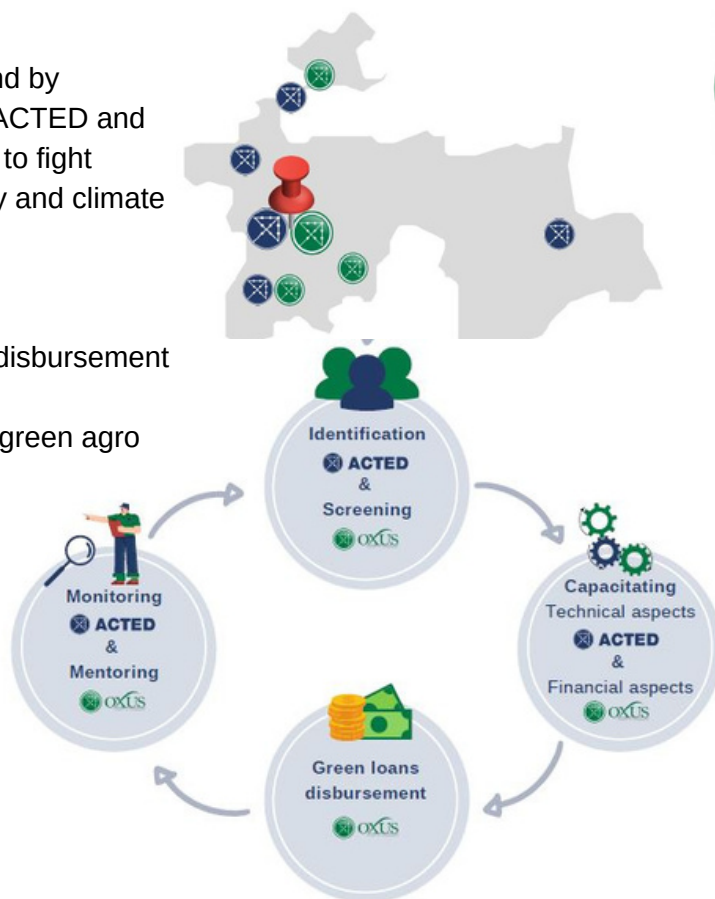 nd by
ACTED and
to fight
y and climate
disbursement
green agro
Identification
ACTED
&
Screening
OXUS
Capacitating
Technical aspects
ACTED
&
Financial aspects
OXUS
Green loans
disbursement
OXUS
Monitoring
ACTED
&
Mentoring
OXUS